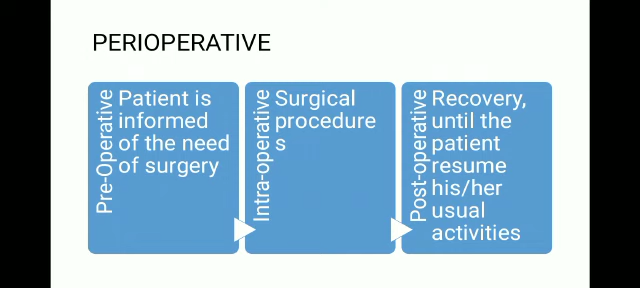 PERIOPERATIVE
Pre-Operative
Patient is
informed
of the need
of surgery
Intra-operative
Surgical
procedure
s
Post-operative
Recovery,
until the
patient
resume
his/her
usual
activities